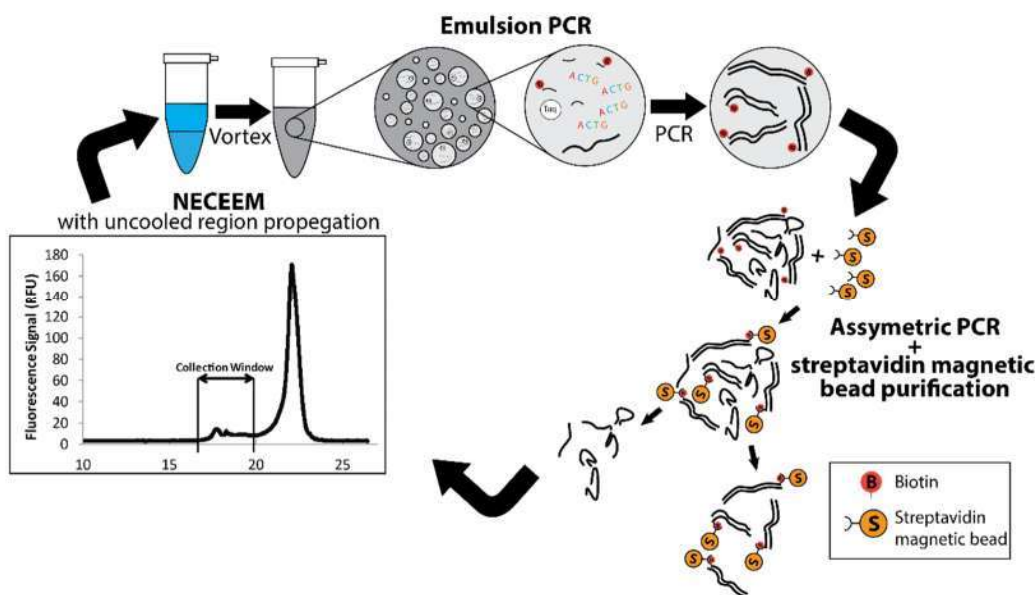 Emulsion PCR
Vortex
Taq
ACTG
ACTG
ACTG
ACTG
PCR
NECEEM
with uncooled region propegation
Fluorescence Signal (RFU)
180
160
140
120
100
80
60
40
20
0
10
15
20
25
Collection Window
+
S
S
S
S
Assymetric PCR
+
streptavidin magnetic
bead purification
S
S
S
S
S
S
S
S
B Biotin
S Streptavidin
magnetic bead